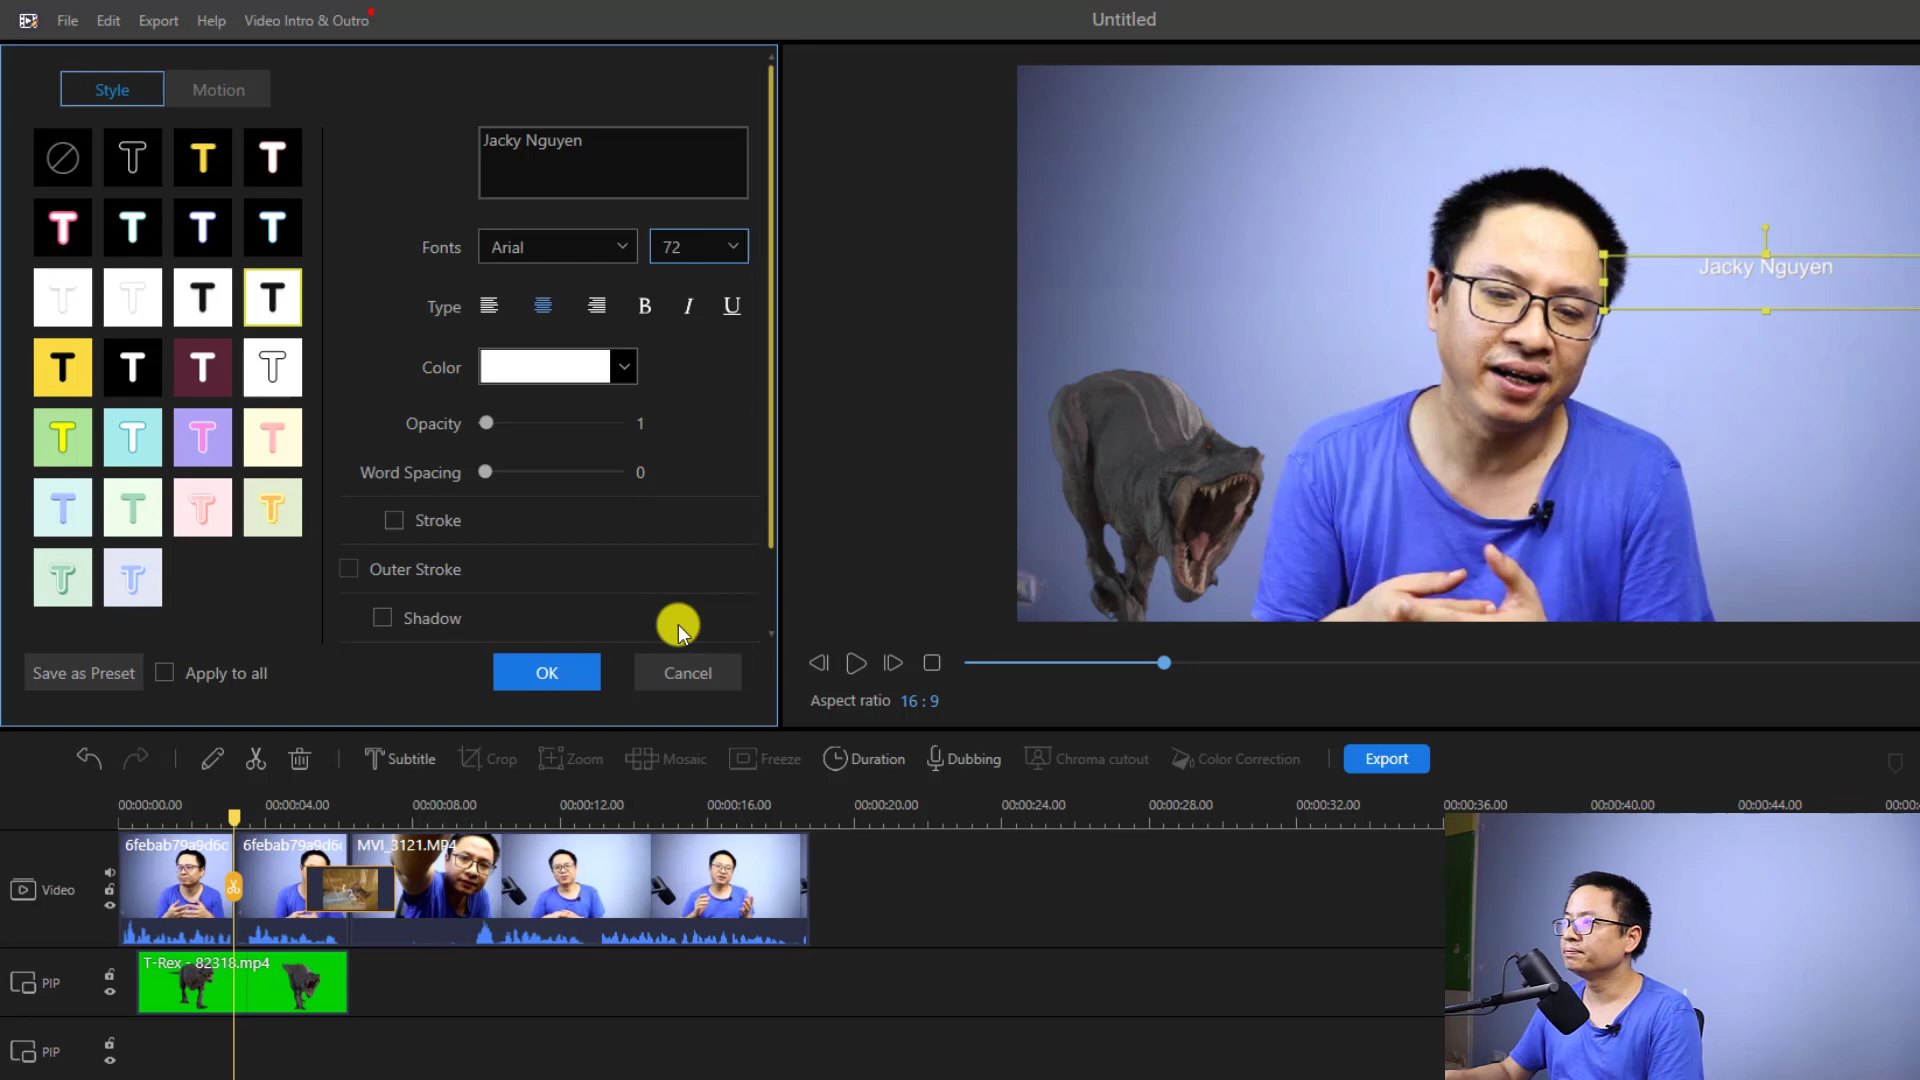 File Edit Export Help Video Intro & Outro
Untitled
Style Motion
Jacky Nguyen
Fonts Arial 72
Type B I U
Color
Opacity 1
Word Spacing 0
Stroke
Outer Stroke
Shadow
Save as Preset Apply to all OK Cancel
Jacky Nguyen
Aspect ratio 16 : 9
Subtitle Crop Zoom Mosaic Freeze Duration Dubbing Chroma cutout Color Correction Export
00:00:00.00 00:00:04.00 00:00:08.00 00:00:12.00 00:00:16.00 00:00:20.00 00:00:24.00 00:00:28.00 00:00:32.00 00:00:36.00 00:00:40.00 00:00:44.00 00:00:
Video 6febab79a9d6c 6febab79a9d6 MVI_3121.MP4
PIP T-Rex - 82318.mp4
PIP